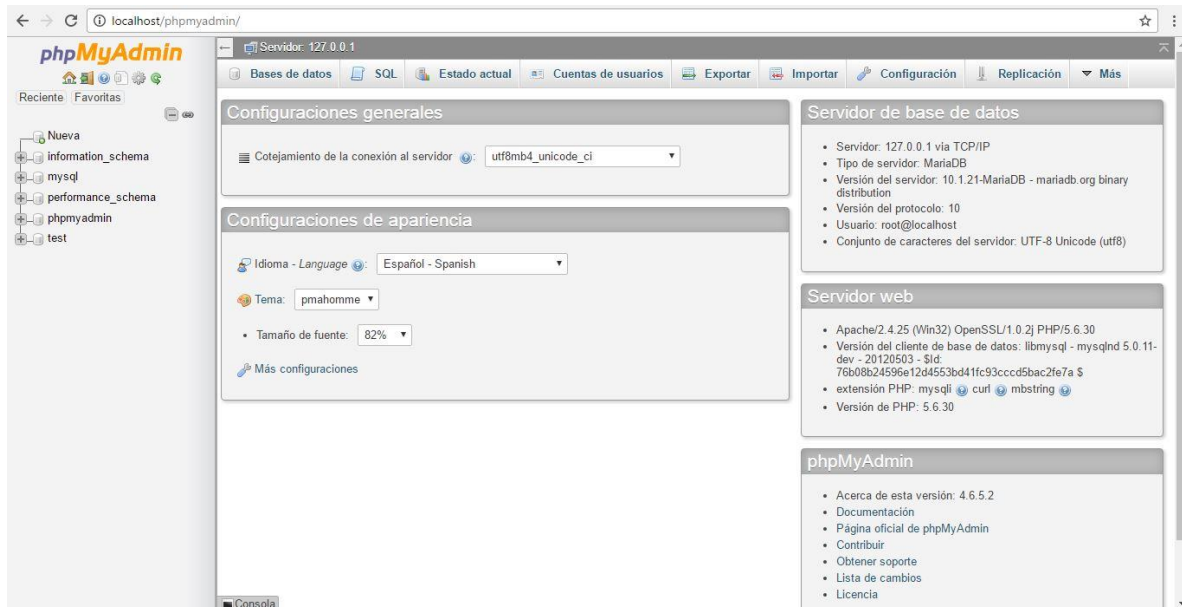 localhost/phpmyadmin/
phpMyAdmin
Reciente Favoritas
Nueva
information_schema
mysql
performance_schema
phpmyadmin
test
Servidor: 127.0.0.1
Bases de datos SQL Estado actual Cuentas de usuarios Exportar Importar Configuración Replicación Más
Configuraciones generales
Cotejamiento de la conexión al servidor : utf8mb4_unicode_ci
Configuraciones de apariencia
Idioma - Language : Español - Spanish
Tema: pmahomme
Tamaño de fuente: 82%
Más configuraciones
Servidor de base de datos
Servidor: 127.0.0.1 via TCP/IP
Tipo de servidor: MariaDB
Versión del servidor: 10.1.21-MariaDB - mariadb.org binary
distribution
Versión del protocolo: 10
Usuario: root@localhost
Conjunto de caracteres del servidor: UTF-8 Unicode (utf8)
Servidor web
Apache/2.4.25 (Win32) OpenSSL/1.0.2j PHP/5.6.30
Versión del cliente de base de datos: libmysql - mysqlnd 5.0.11-
dev - 20120503 - $Id:
76b08b24596e12d4553bd41fc93cccd5bac2fe7a $
extensión PHP: mysqli curl mbstring
Versión de PHP: 5.6.30
phpMyAdmin
Acerca de esta versión: 4.6.5.2
Documentación
Página oficial de phpMyAdmin
Contribuir
Obtener soporte
Lista de cambios
Licencia
Consola